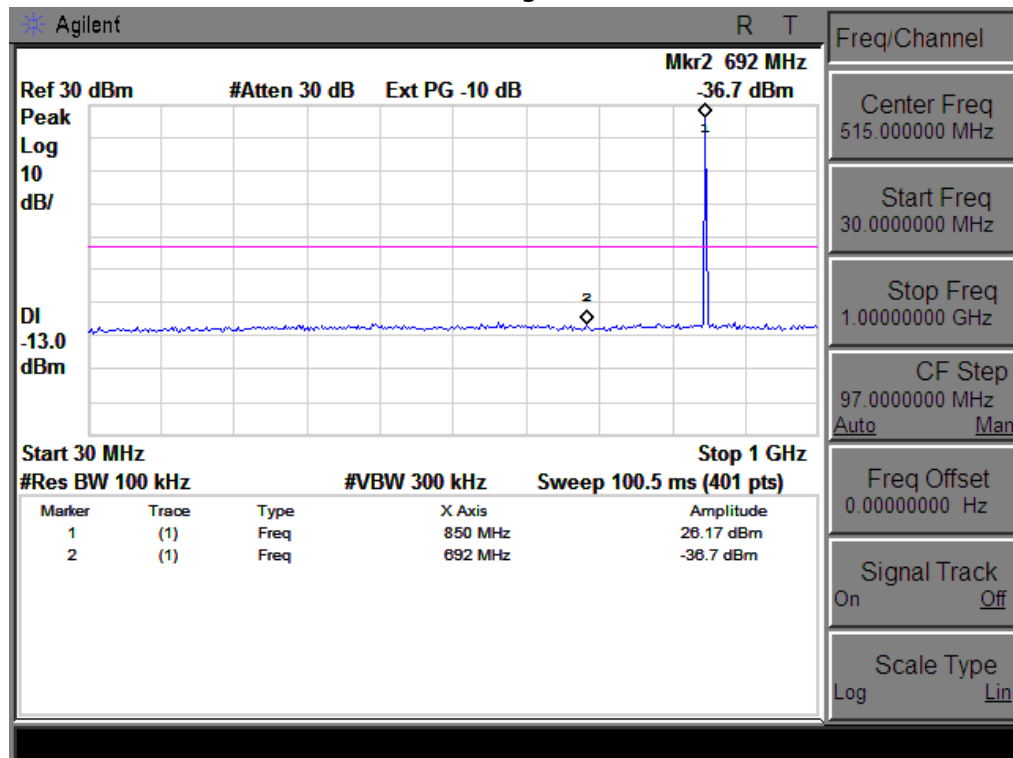 Agilent R T
Mkr2 692 MHz
Ref 30 dBm #Atten 30 dB Ext PG -10 dB -36.7 dBm
Peak
Log
10
dB/
1
2
DI
-13.0
dBm
Start 30 MHz Stop 1 GHz
#Res BW 100 kHz #VBW 300 kHz Sweep 100.5 ms (401 pts)
Marker Trace Type X Axis Amplitude
1 (1) Freq 850 MHz 26.17 dBm
2 (1) Freq 692 MHz -36.7 dBm
Freq/Channel
Center Freq
515.000000 MHz
Start Freq
30.0000000 MHz
Stop Freq
1.00000000 GHz
CF Step
97.0000000 MHz
Auto Man
Freq Offset
0.00000000 Hz
Signal Track
On Off
Scale Type
Log Lin